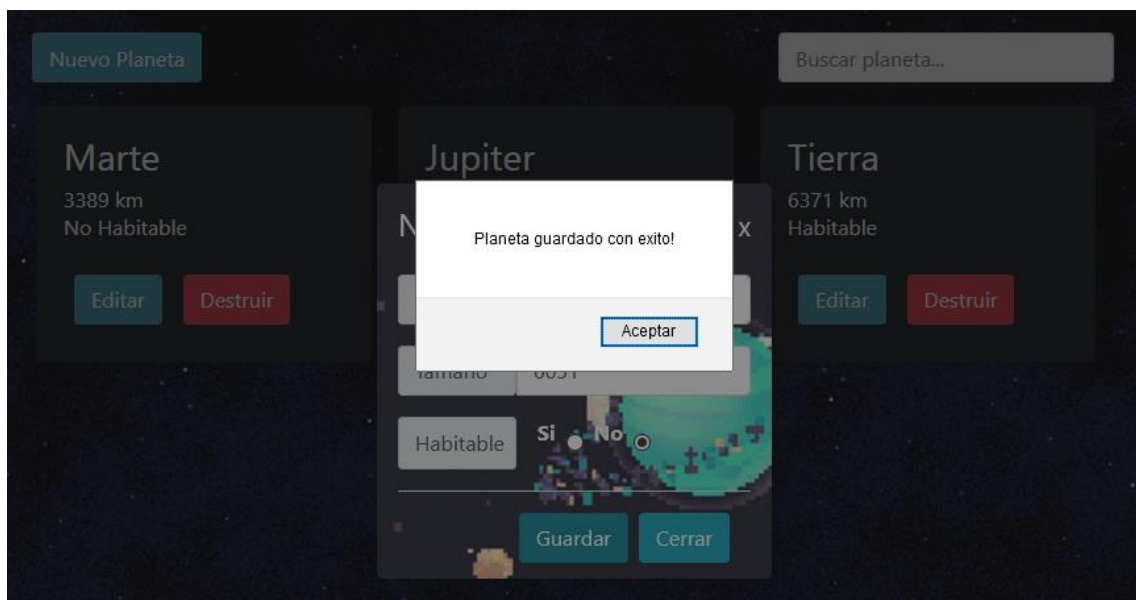 Nuevo Planeta
Buscar planeta...
Marte
3389 km
No Habitable
Editar
Destruir
Jupiter
Tierra
6371 km
Habitable
Editar
Destruir
N
x
Planeta guardado con exito!
Aceptar
Habitable
Si
No
Guardar
Cerrar